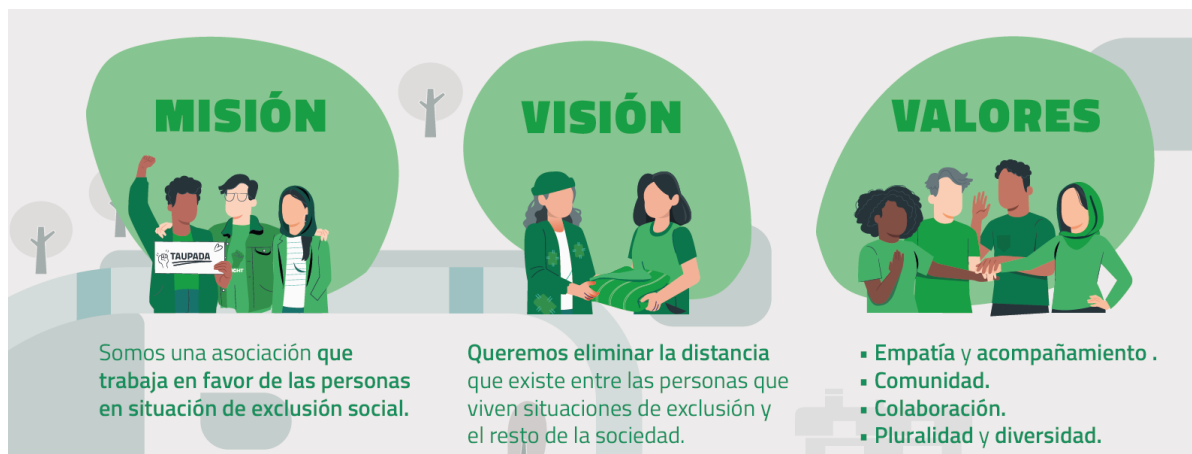 MISIÓN
TAUPADA
Somos una asociación que
trabaja en favor de las personas
en situación de exclusión social.
VISIÓN
Queremos eliminar la distancia
que existe entre las personas que
viven situaciones de exclusión y
el resto de la sociedad.
VALORES
▪ Empatía y acompañamiento .
▪ Comunidad.
▪ Colaboración.
▪ Pluralidad y diversidad.